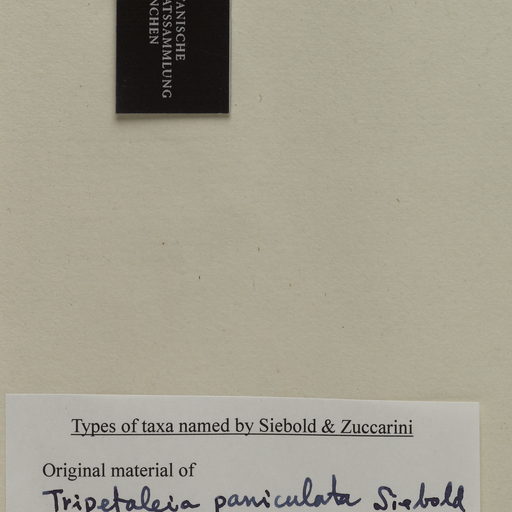 ANISCHE
ATSSAMMLUNG
NCHEN
Types of taxa named by Siebold & Zuccarini
Original material of
Tripetaleia paniculata Siebold